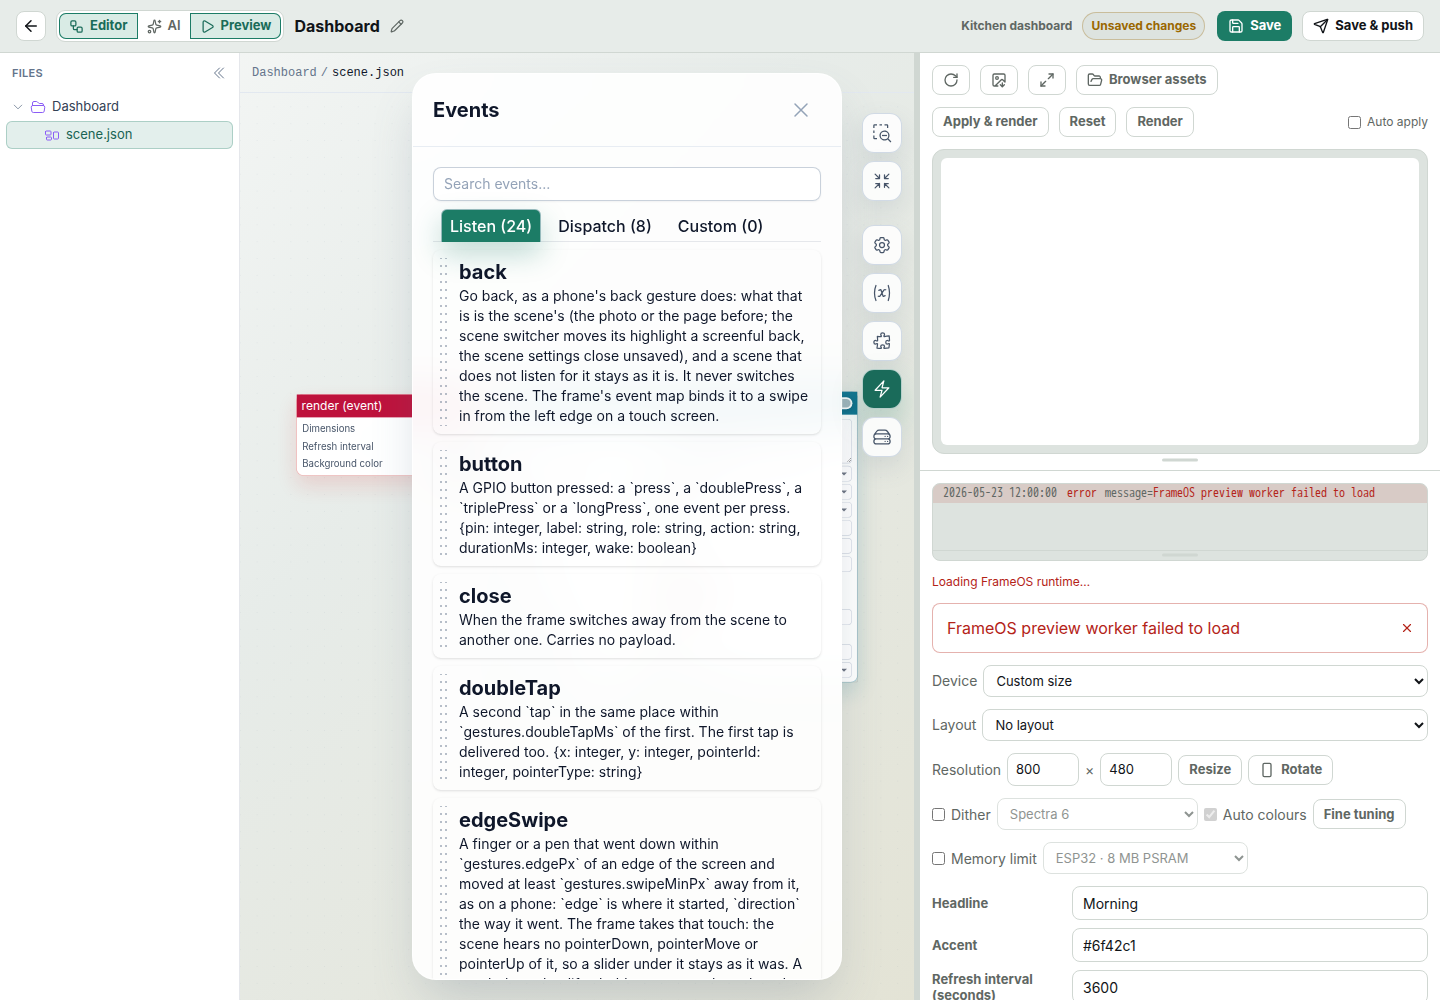 Editor
AI
Preview
Dashboard
Kitchen dashboard
Unsaved changes
Save
Save & push
FILES
Dashboard
scene.json
Dashboard / scene.json
render (event)
Dimensions
Refresh interval
Background color
Events
Search events...
Listen (24)
Dispatch (8)
Custom (0)
back
Go back, as a phone's back gesture does: what that
is is the scene's (the photo or the page before; the
scene switcher moves its highlight a screenful back,
the scene settings close unsaved), and a scene that
does not listen for it stays as it is. It never switches
the scene. The frame's event map binds it to a swipe
in from the left edge on a touch screen.
button
A GPIO button pressed: a `press`, a `doublePress`, a
`triplePress` or a `longPress`, one event per press.
{pin: integer, label: string, role: string, action: string,
durationMs: integer, wake: boolean}
close
When the frame switches away from the scene to
another one. Carries no payload.
doubleTap
A second `tap` in the same place within
`gestures.doubleTapMs` of the first. The first tap is
delivered too. {x: integer, y: integer, pointerId:
integer, pointerType: string}
edgeSwipe
A finger or a pen that went down within
`gestures.edgePx` of an edge of the screen and
moved at least `gestures.swipeMinPx` away from it,
as on a phone: `edge` is where it started, `direction`
the way it went. The frame takes that touch: the
scene hears no pointerDown, pointerMove or
pointerUp of it, so a slider under it stays as it was. A
(x)
Browser assets
Apply & render
Reset
Render
Auto apply
2026-05-23 12:00:00 error message=FrameOS preview worker failed to load
Loading FrameOS runtime...
FrameOS preview worker failed to load
Device
Custom size
Layout
No layout
Resolution
800
×
480
Resize
Rotate
Dither
Spectra 6
Auto colours
Fine tuning
Memory limit
ESP32 · 8 MB PSRAM
Headline
Morning
Accent
#6f42c1
Refresh interval
(seconds)
3600